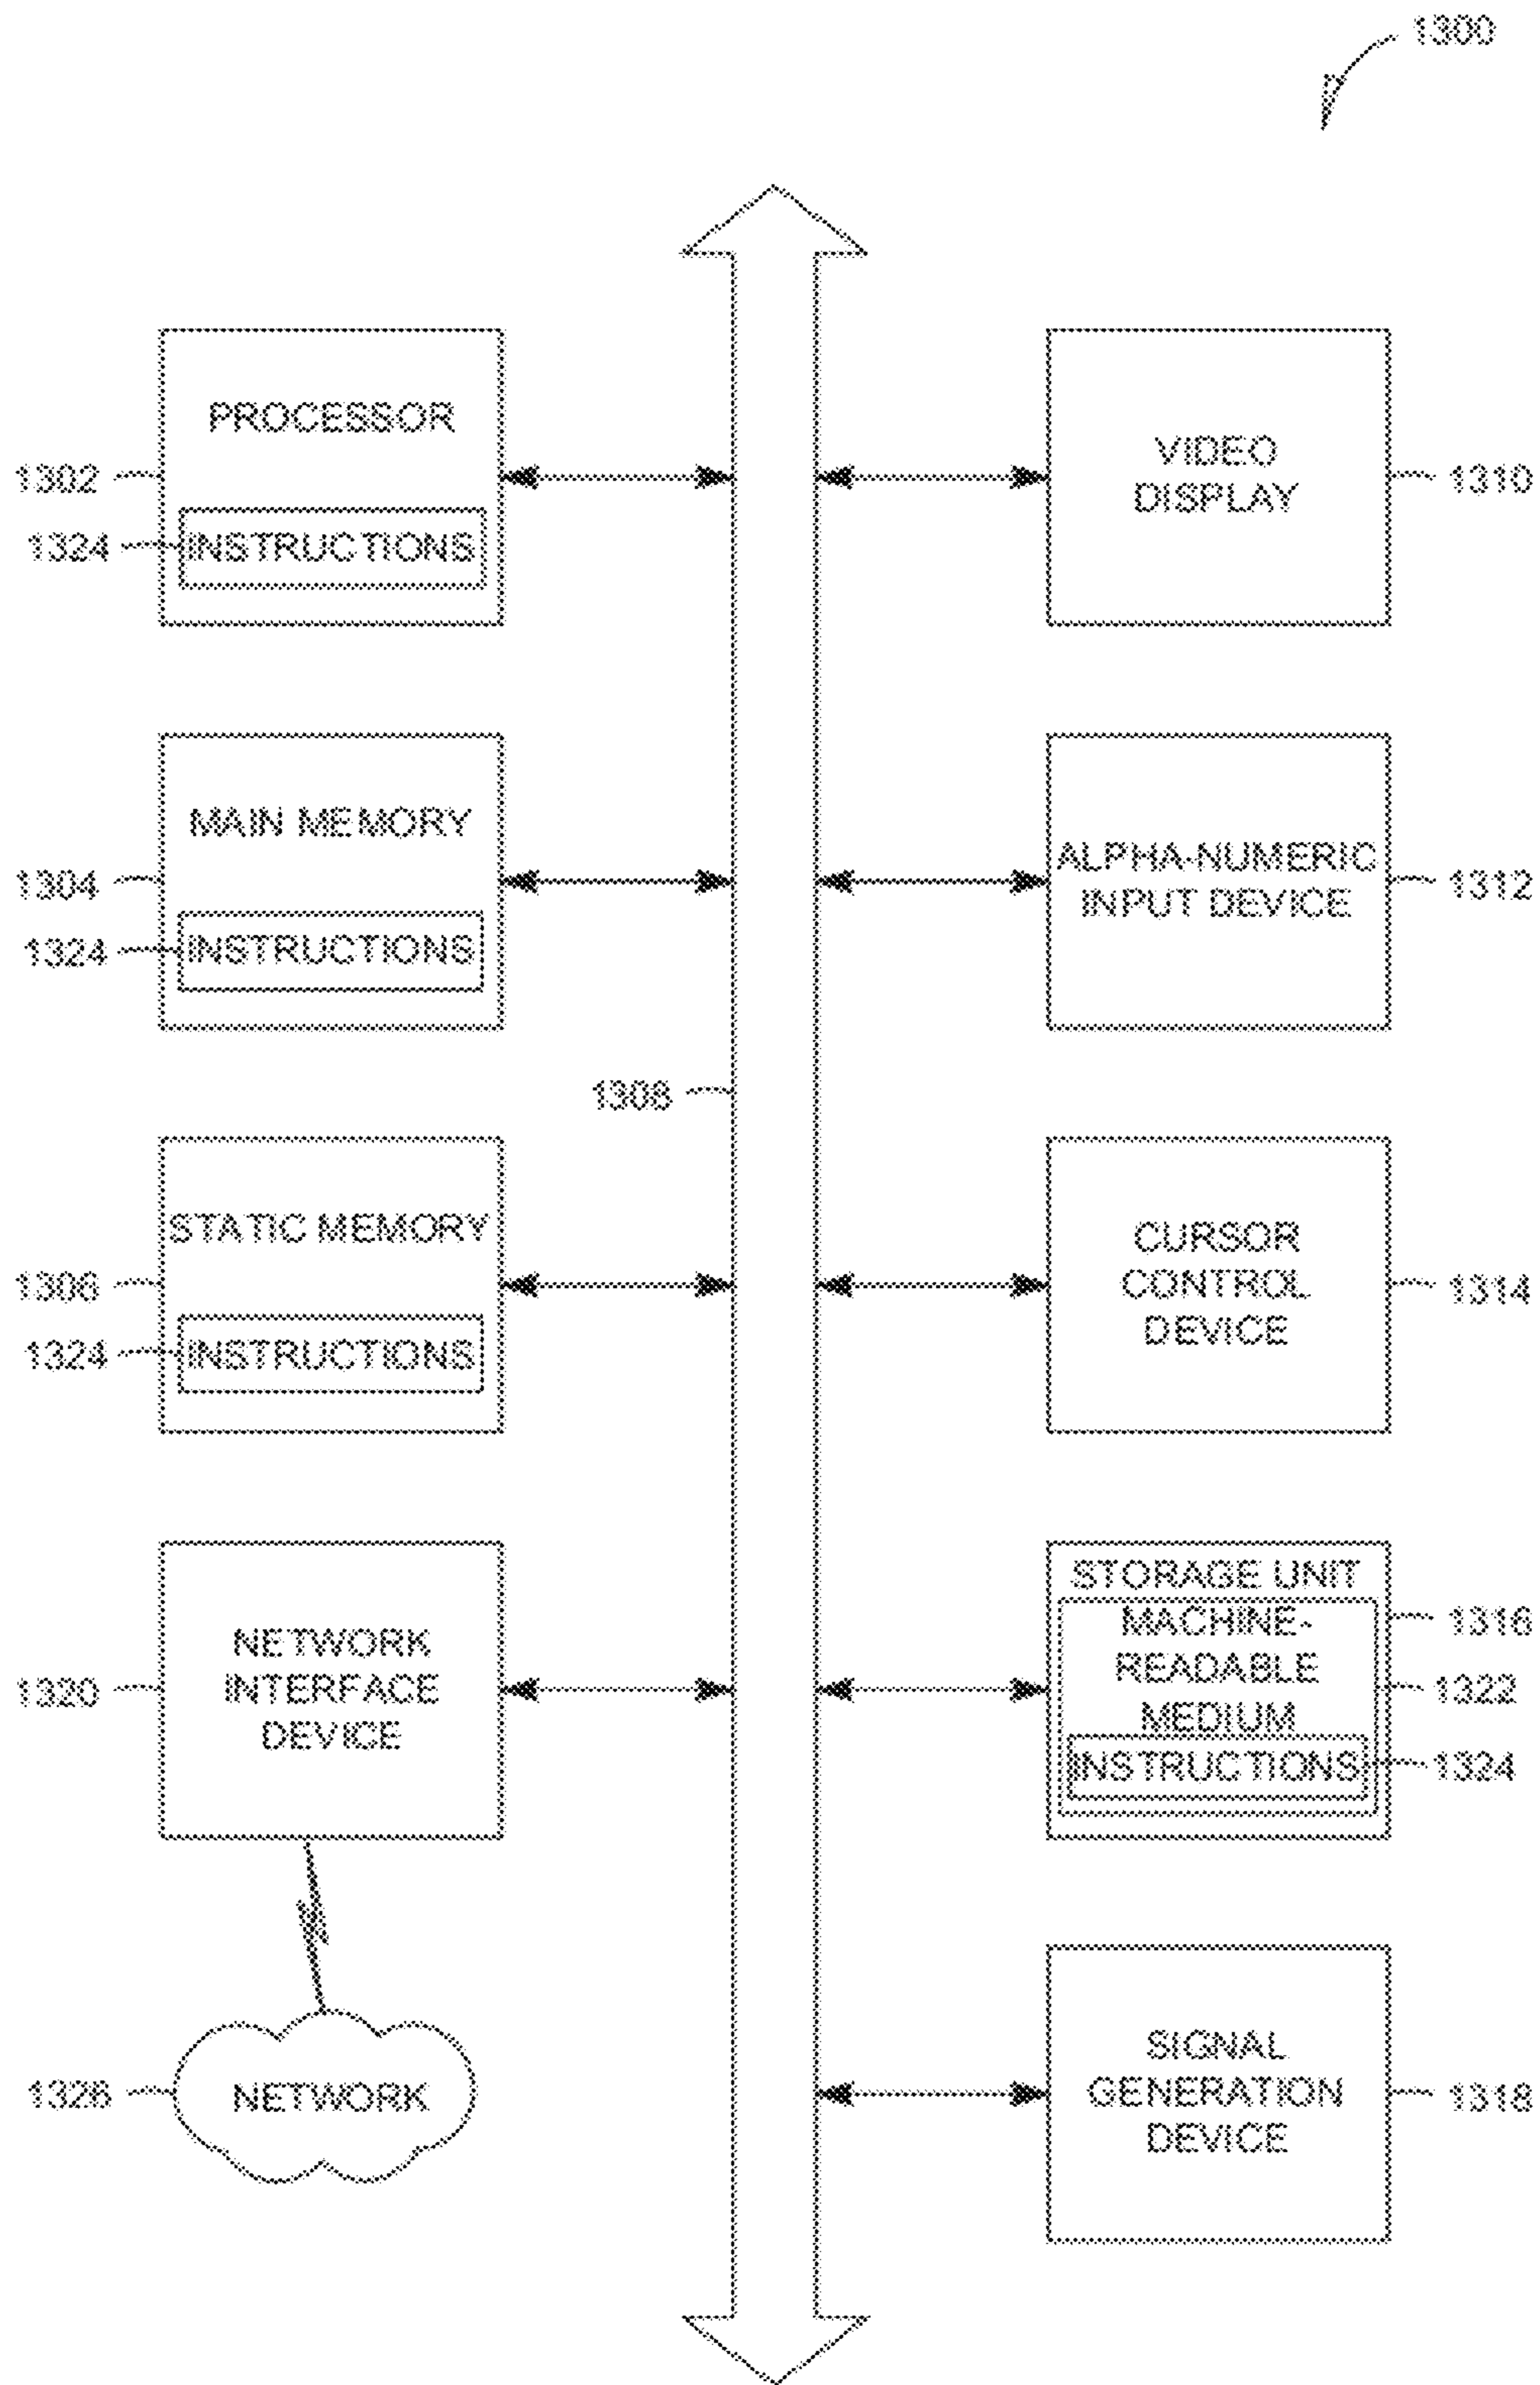 1300
PROCESSOR
1302
1324
INSTRUCTIONS
VIDEO
DISPLAY
1310
MAIN MEMORY
1304
1324
INSTRUCTIONS
ALPHA-NUMERIC
INPUT DEVICE
1312
1308
STATIC MEMORY
1306
1324
INSTRUCTIONS
CURSOR
CONTROL
DEVICE
1314
NETWORK
INTERFACE
DEVICE
1320
STORAGE UNIT
1316
MACHINE-
READABLE
MEDIUM
1322
INSTRUCTIONS
1324
NETWORK
1326
SIGNAL
GENERATION
DEVICE
1318